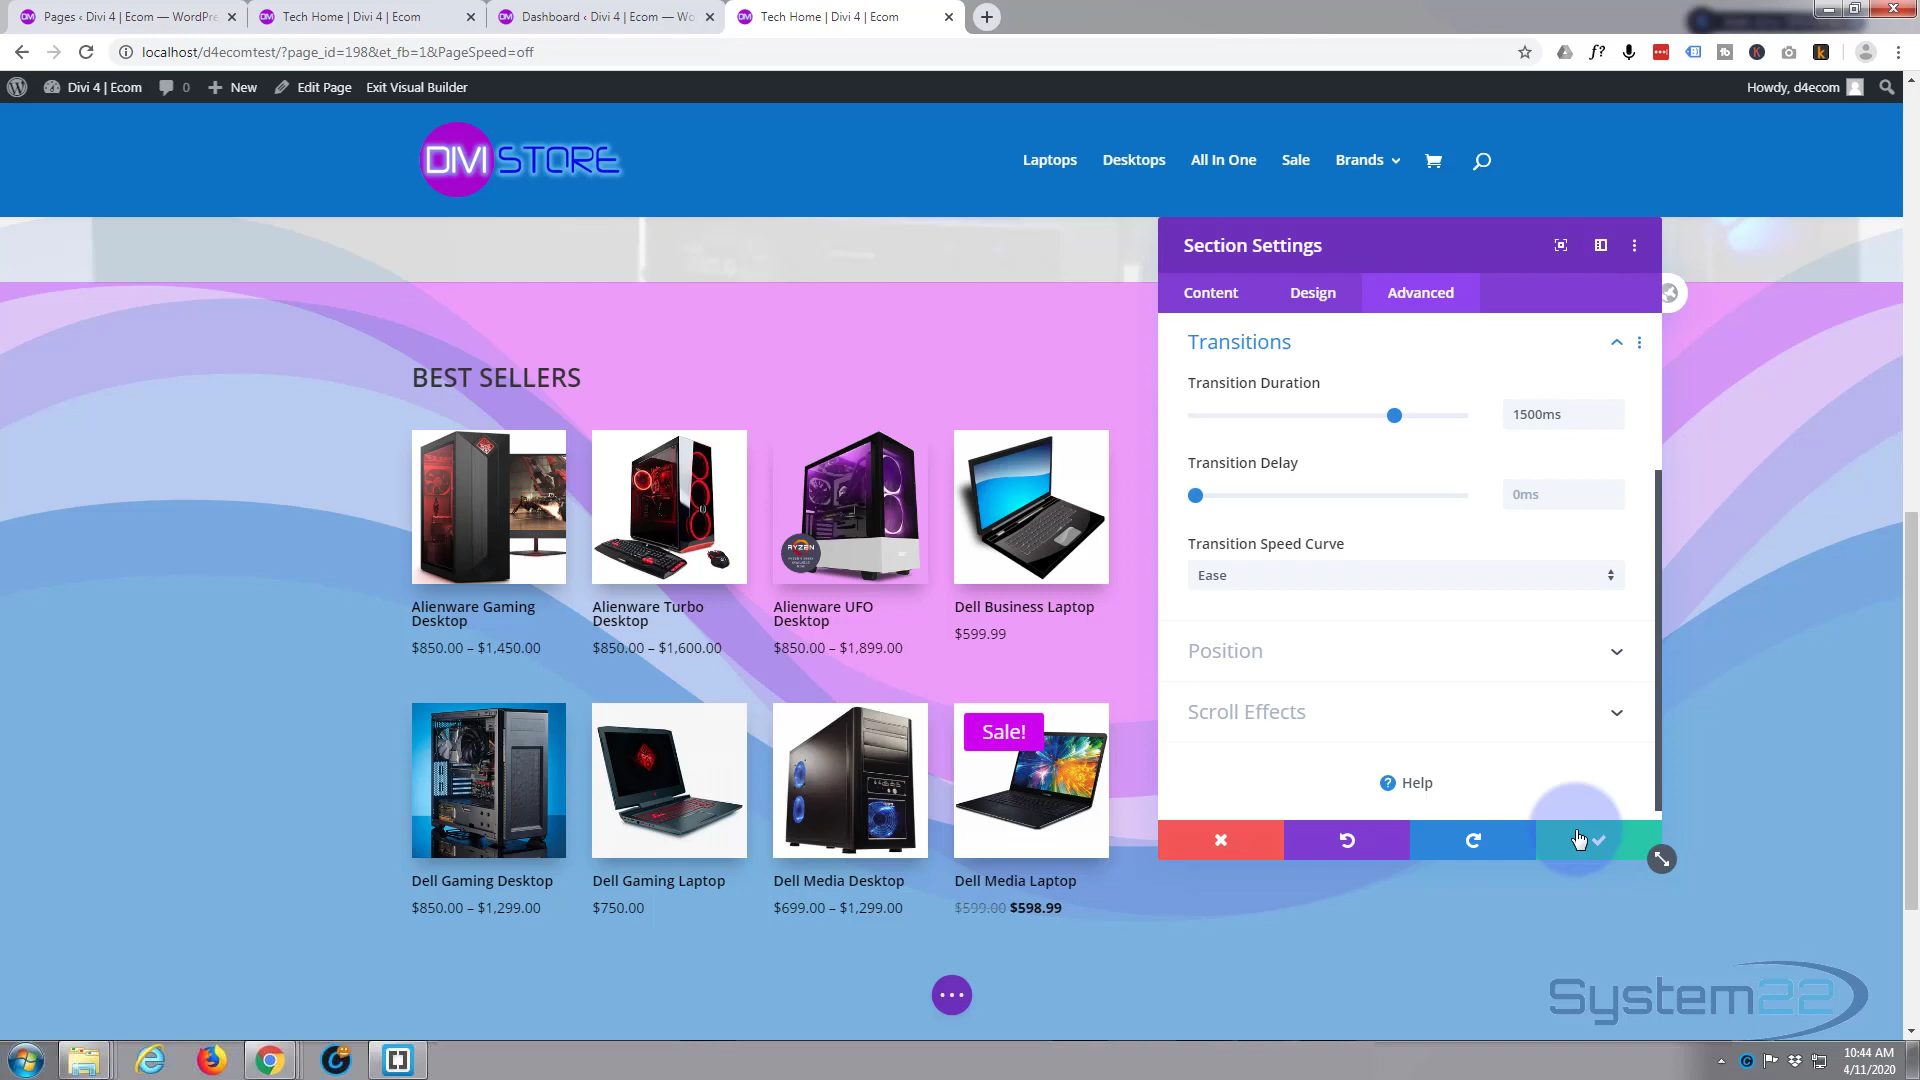 Pages ‹ Divi 4 | Ecom — WordPre
Tech Home | Divi 4 | Ecom
Dashboard ‹ Divi 4 | Ecom — Wo
Tech Home | Divi 4 | Ecom
localhost/d4ecomtest/?page_id=198&et_fb=1&PageSpeed=off
Divi 4 | Ecom
0
New
Edit Page
Exit Visual Builder
Howdy, d4ecom
DIVI STORE
Laptops
Desktops
All In One
Sale
Brands
Section Settings
Content
Design
Advanced
Transitions
Transition Duration
1500ms
Transition Delay
0ms
Transition Speed Curve
Ease
Position
Scroll Effects
Help
BEST SELLERS
RYZEN
Alienware Gaming
Desktop
$850.00 – $1,450.00
Alienware Turbo
Desktop
$850.00 – $1,600.00
Alienware UFO
Desktop
$850.00 – $1,899.00
Dell Business Laptop
$599.99
Sale!
Dell Gaming Desktop
$850.00 – $1,299.00
Dell Gaming Laptop
$750.00
Dell Media Desktop
$699.00 – $1,299.00
Dell Media Laptop
$599.00 $598.99
System22
10:44 AM
4/11/2020